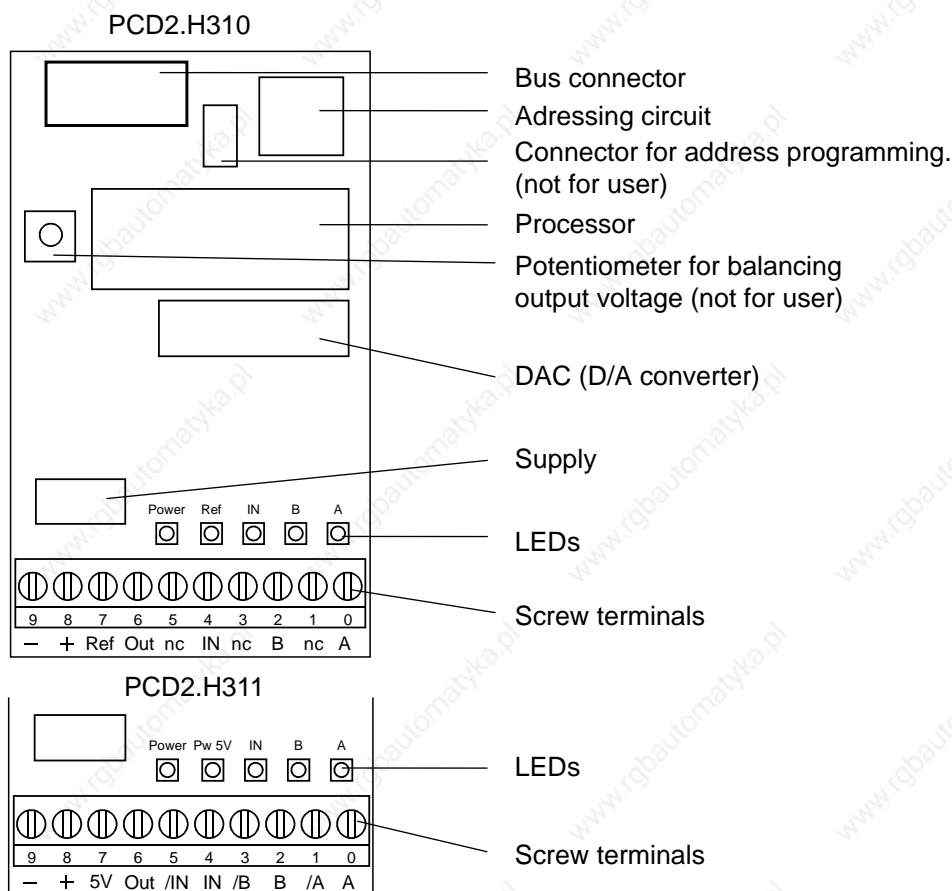 PCD2.H310
Bus connector
Adressing circuit
Connector for address programming.
(not for user)
Processor
Potentiometer for balancing
output voltage (not for user)
DAC (D/A converter)
Supply
Power Ref IN B A
LEDs
Screw terminals
9 8 7 6 5 4 3 2 1 0
− + Ref Out nc IN nc B nc A
PCD2.H311
Power Pw 5V IN B A
LEDs
Screw terminals
9 8 7 6 5 4 3 2 1 0
− + 5V Out /IN IN /B B /A A
www.rgbautomatyka.pl